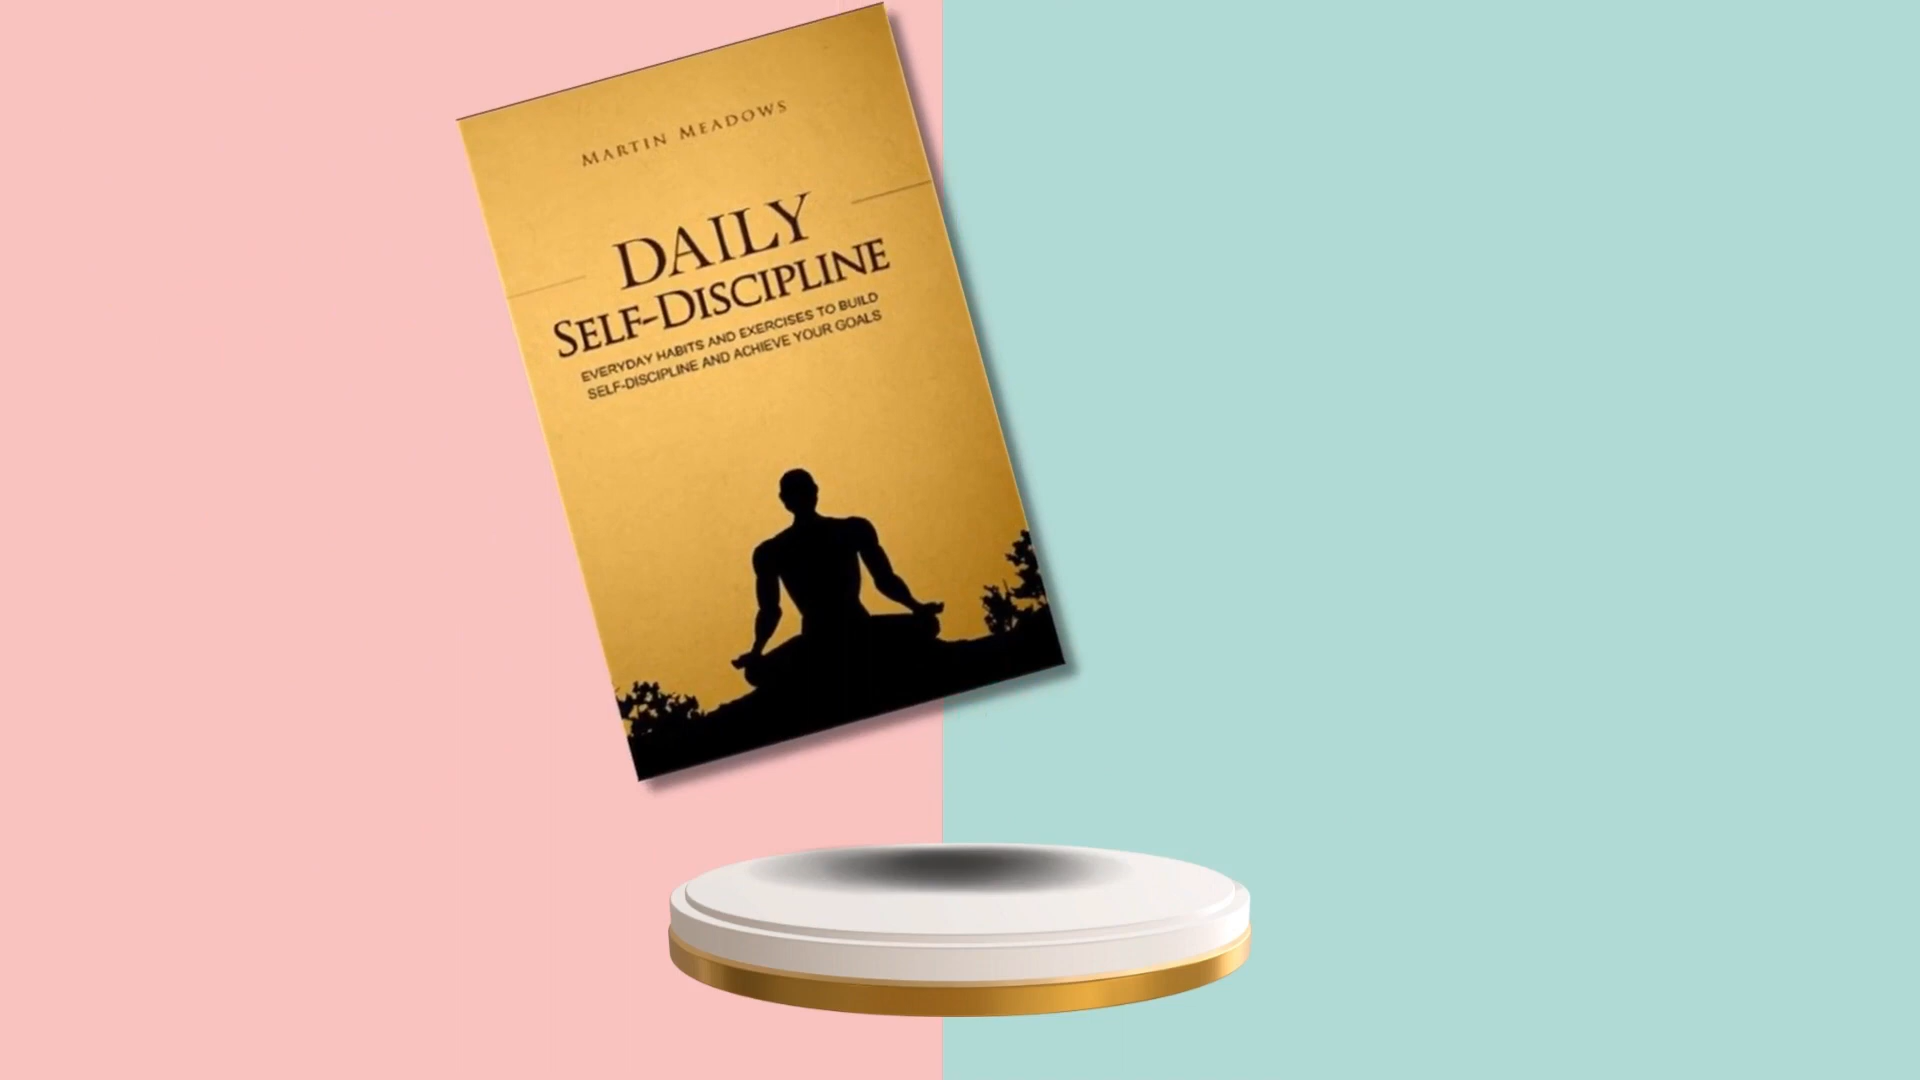 MARTIN MEADOWS
DAILY
SELF-DISCIPLINE
EVERYDAY HABITS AND EXERCISES TO BUILD
SELF-DISCIPLINE AND ACHIEVE YOUR GOALS